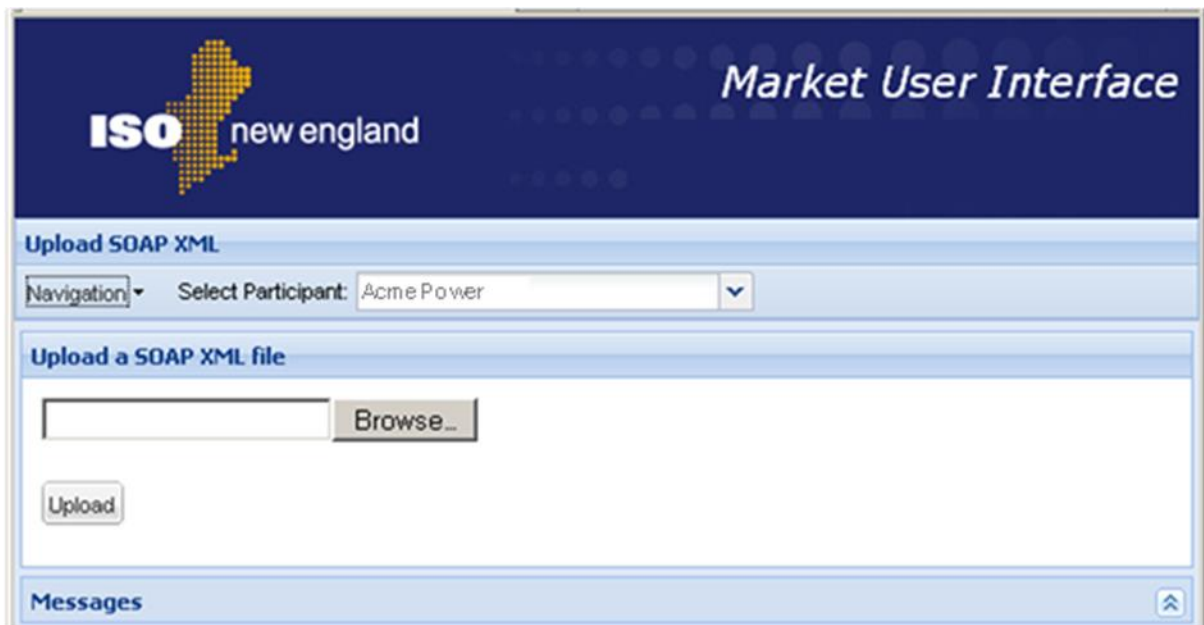 Market User Interface
ISO new england
Upload SOAP XML
Navigation Select Participant: Acme Power
Upload a SOAP XML file
Browse...
Upload
Messages